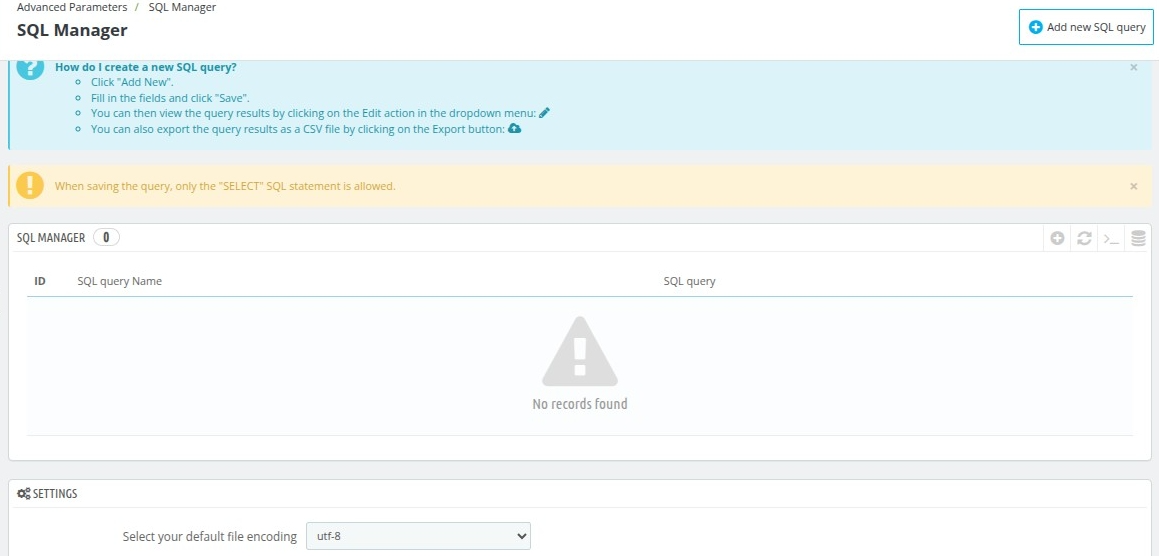 Advanced Parameters / SQL Manager
SQL Manager
Add new SQL query
How do I create a new SQL query?
Click "Add New".
Fill in the fields and click "Save".
You can then view the query results by clicking on the Edit action in the dropdown menu:
You can also export the query results as a CSV file by clicking on the Export button:
When saving the query, only the "SELECT" SQL statement is allowed.
SQL MANAGER 0
ID SQL query Name SQL query
No records found
SETTINGS
Select your default file encoding utf-8